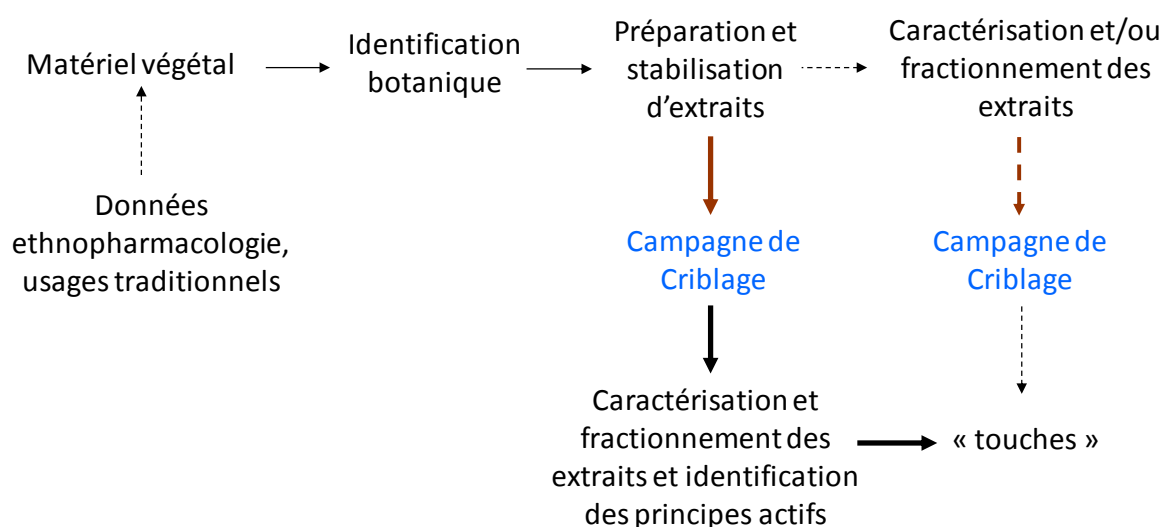 Matériel végétal
Identification
botanique
Préparation et
stabilisation
d'extraits
Caractérisation et/ou
fractionnement des
extraits
Données
ethnopharmacologie,
usages traditionnels
Campagne de
Criblage
Campagne de
Criblage
Caractérisation et
fractionnement des
extraits et identification
des principes actifs
« touches »